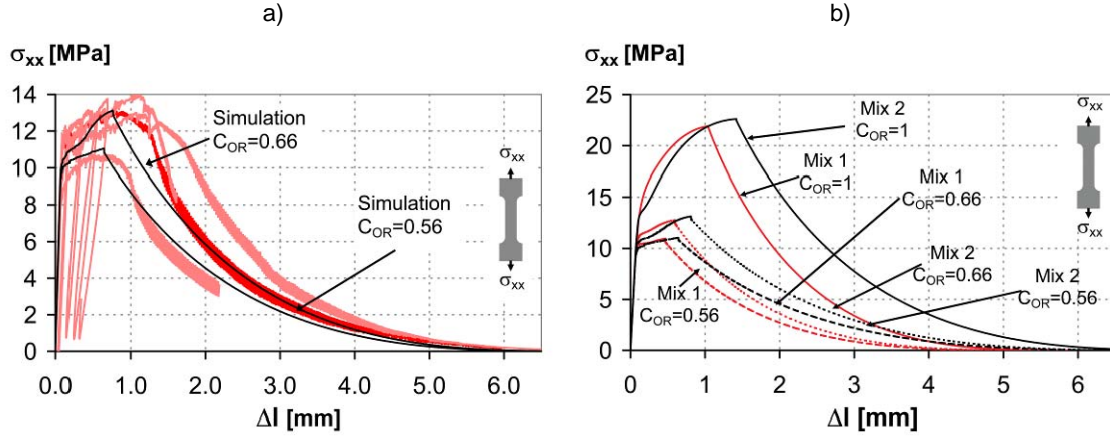 a)
σxx [MPa]
14
12
10
8
6
4
2
0
Simulation
COR=0.66
Simulation
COR=0.56
σxx
σxx
0.0 1.0 2.0 3.0 4.0 5.0 6.0
Δl [mm]
b)
σxx [MPa]
25
20
15
10
5
0
Mix 2
COR=1
Mix 1
COR=1
Mix 1
COR=0.66
Mix 2
COR=0.66
Mix 2
COR=0.56
Mix 1
COR=0.56
σxx
σxx
0 1 2 3 4 5 6
Δl [mm]